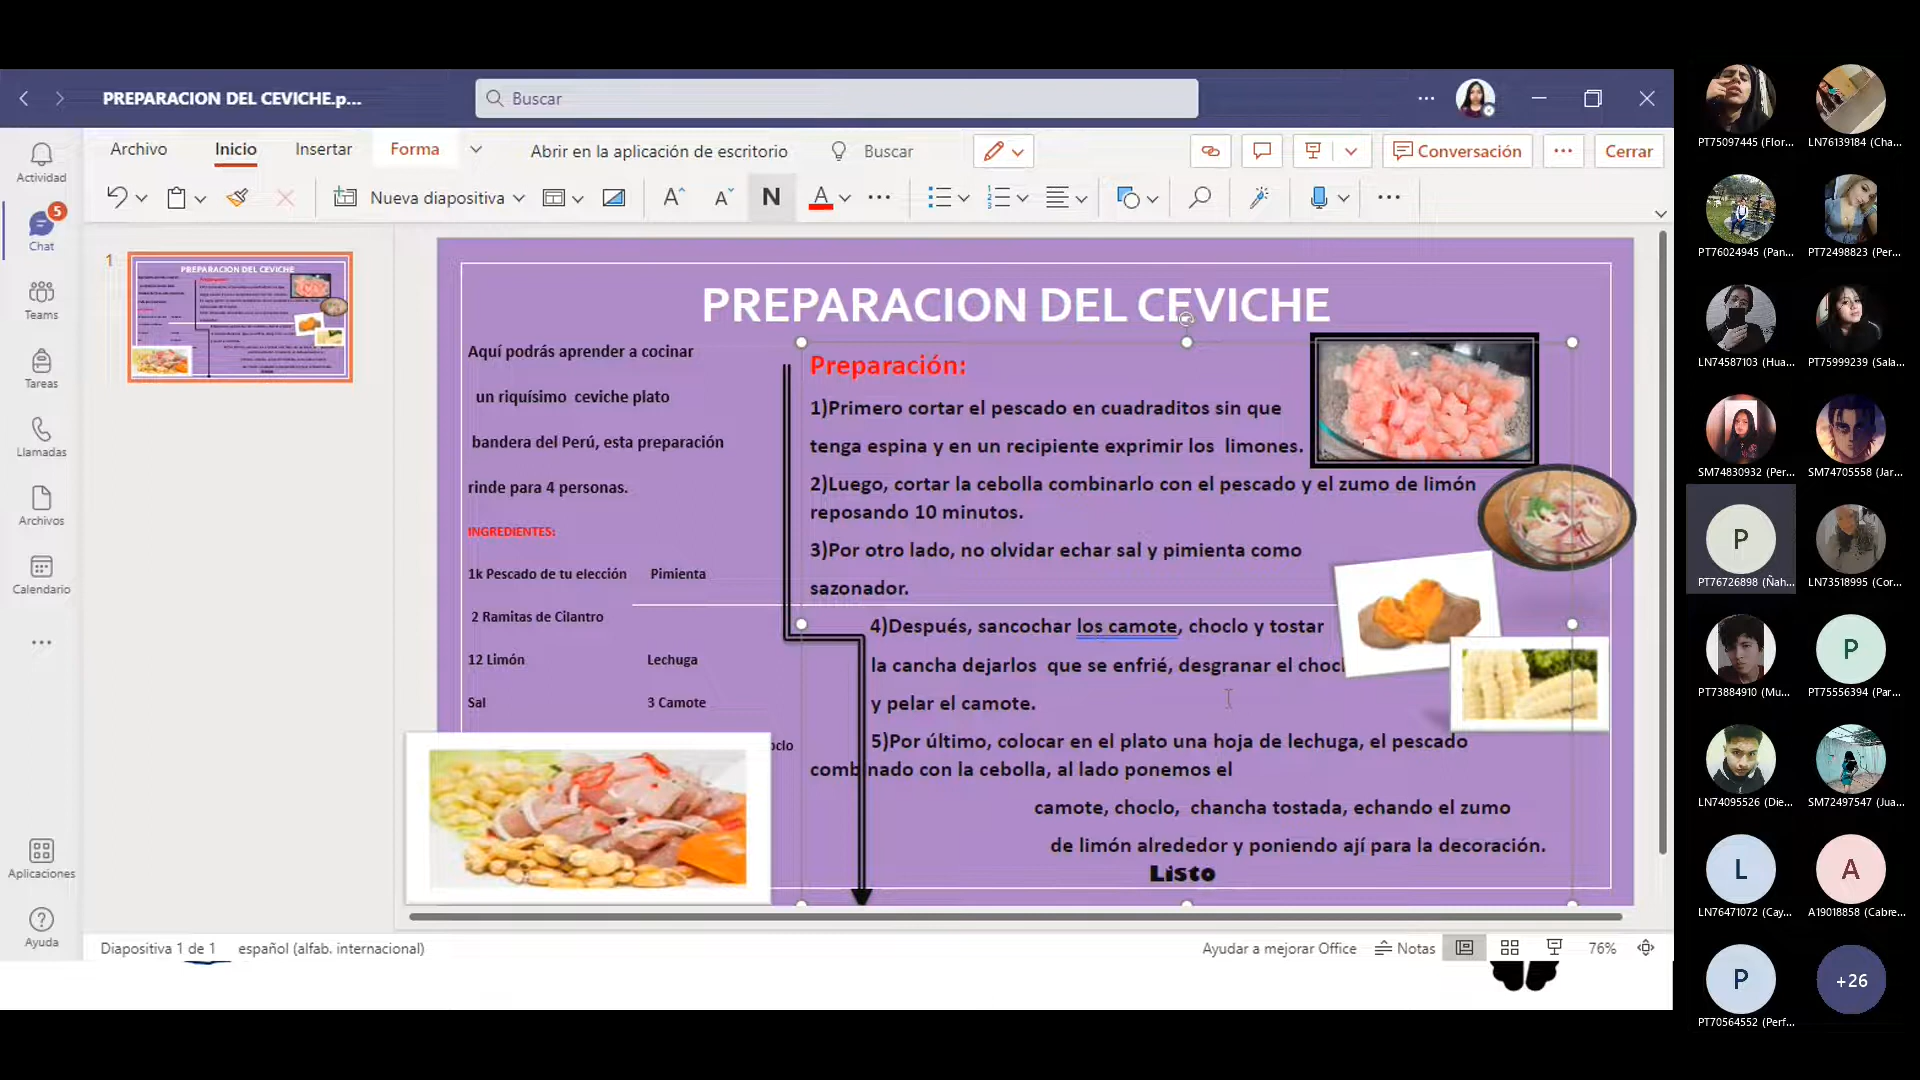 PREPARACION DEL CEVICHE.p...
Buscar
Archivo
Inicio
Insertar
Forma
Abrir en la aplicación de escritorio
Buscar
Conversación
Cerrar
Nueva diapositiva
N
A
Actividad
5
Chat
Teams
Tareas
Llamadas
Archivos
Calendario
Aplicaciones
Ayuda
1
PREPARACION DEL CEVICHE
PREPARACION DEL CEVICHE
Aquí podrás aprender a cocinar
un riquísimo ceviche plato
bandera del Perú, esta preparación
rinde para 4 personas.
INGREDIENTES:
1k Pescado de tu elección Pimienta
2 Ramitas de Cilantro
12 Limón Lechuga
Sal 3 Camote
Preparación:
1)Primero cortar el pescado en cuadraditos sin que
tenga espina y en un recipiente exprimir los limones.
2)Luego, cortar la cebolla combinarlo con el pescado y el zumo de limón
reposando 10 minutos.
3)Por otro lado, no olvidar echar sal y pimienta como
sazonador.
4)Después, sancochar los camote, choclo y tostar
la cancha dejarlos que se enfrié, desgranar el chocl
y pelar el camote.
5)Por último, colocar en el plato una hoja de lechuga, el pescado
combinado con la cebolla, al lado ponemos el
camote, choclo, chancha tostada, echando el zumo
de limón alrededor y poniendo ají para la decoración.
Listo
Diapositiva 1 de 1
español (alfab. internacional)
Ayudar a mejorar Office
Notas
76%
PT75097445 (Flor...
LN76139184 (Cha...
PT76024945 (Pan...
PT72498823 (Per...
LN74587103 (Hua...
PT75999239 (Sala...
SM74830932 (Per...
SM74705558 (Jar...
P
PT76726898 (Ñah...
LN73518995 (Cor...
PT73884910 (Mu...
P
PT75556394 (Par...
LN74095526 (Die...
SM72497547 (Jua...
L
LN76471072 (Cay...
A
A19018858 (Cabre...
P
PT70564552 (Perf...
+26